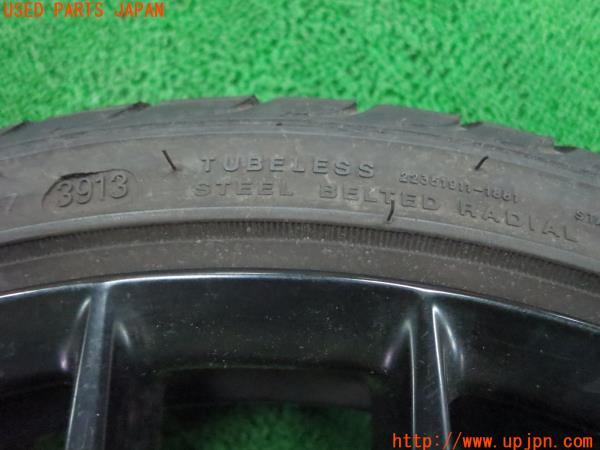 USED PARTS JAPAN
3913
TUBELESS
STEEL BELTED RADIAL
http://www.upjpn.com/